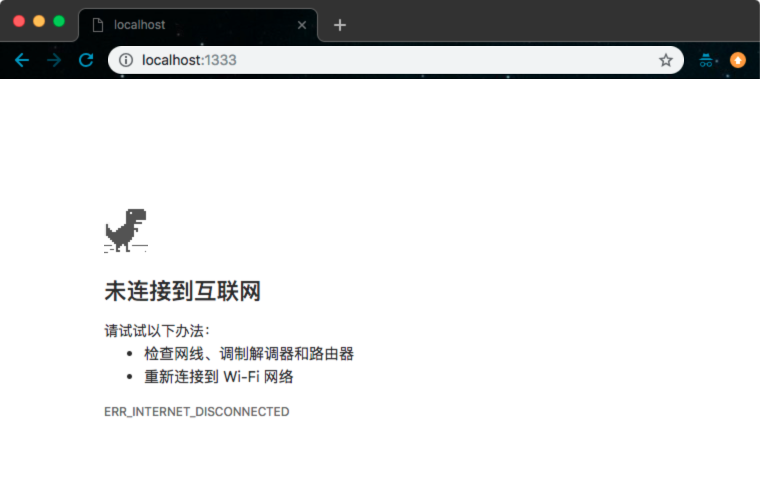 localhost
localhost:1333
未连接到互联网
请试试以下办法：
检查网线、调制解调器和路由器
重新连接到 Wi-Fi 网络
ERR_INTERNET_DISCONNECTED